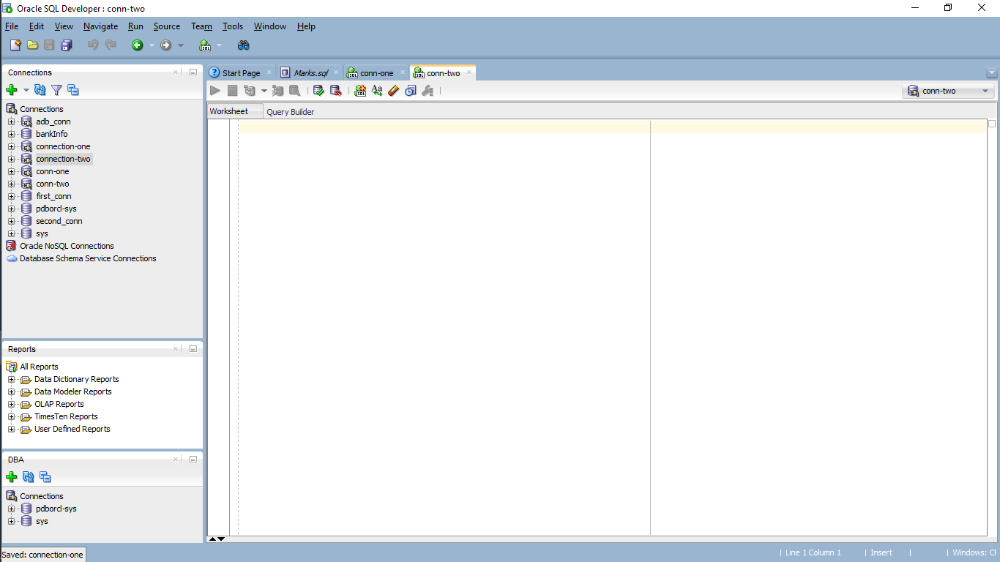 Oracle SQL Developer : conn-two
File Edit View Navigate Run Source Team Tools Window Help
Connections
Connections
adb_conn
bankInfo
connection-one
connection-two
conn-one
conn-two
first_conn
pdborcl-sys
second_conn
sys
Oracle NoSQL Connections
Database Schema Service Connections
Reports
All Reports
Data Dictionary Reports
Data Modeler Reports
OLAP Reports
TimesTen Reports
User Defined Reports
DBA
Connections
pdborcl-sys
sys
Start Page Marks.sql conn-one conn-two
conn-two
Worksheet Query Builder
Saved: connection-one
Line 1 Column 1 Insert Windows: CF